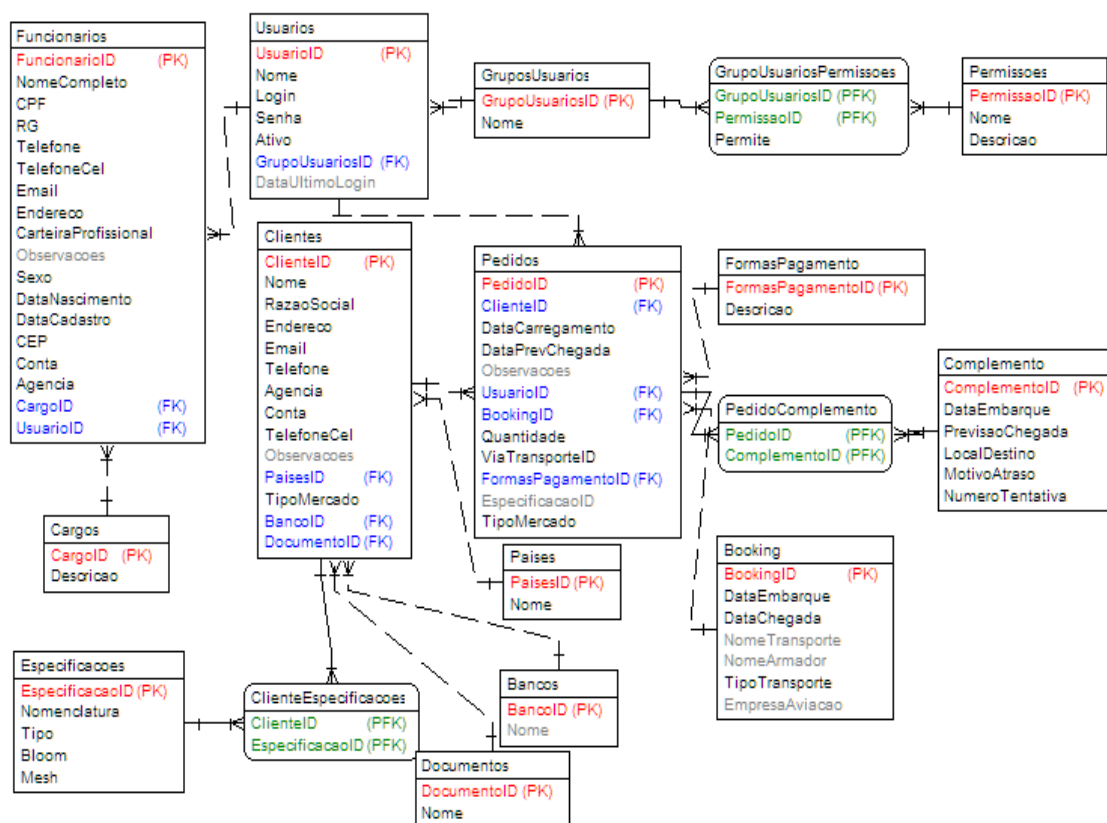 Funcionarios
FuncionarioID (PK)
NomeCompleto
CPF
RG
Telefone
TelefoneCel
Email
Endereco
CarteiraProfissional
Observacoes
Sexo
DataNascimento
DataCadastro
CEP
Conta
Agencia
CargoID (FK)
UsuarioID (FK)
Usuarios
UsuarioID (PK)
Nome
Login
Senha
Ativo
GrupoUsuariosID (FK)
DataUltimoLogin
GruposUsuarios
GrupoUsuariosID (PK)
Nome
GrupoUsuariosPermissoes
GrupoUsuariosID (PFK)
PermissaoID (PFK)
Permite
Permissoes
PermissaoID (PK)
Nome
Descricao
Clientes
ClienteID (PK)
Nome
RazaoSocial
Endereco
Email
Telefone
Agencia
Conta
TelefoneCel
Observacoes
PaisesID (FK)
TipoMercado
BancoID (FK)
DocumentoID (FK)
Pedidos
PedidoID (PK)
ClienteID (FK)
DataCarregamento
DataPrevChegada
Observacoes
UsuarioID (FK)
BookingID (FK)
Quantidade
ViaTransporteID
FormasPagamentoID (FK)
EspecificacaoID
TipoMercado
FormasPagamento
FormasPagamentoID (PK)
Descricao
PedidoComplemento
PedidoID (PFK)
ComplementoID (PFK)
Complemento
ComplementoID (PK)
DataEmbarque
PrevisaoChegada
LocalDestino
MotivoAtraso
NumeroTentativa
Cargos
CargoID (PK)
Descricao
Paises
PaisesID (PK)
Nome
Booking
BookingID (PK)
DataEmbarque
DataChegada
NomeTransporte
NomeArmador
TipoTransporte
EmpresaAviacao
Especificacoes
EspecificacaoID (PK)
Nomenclatura
Tipo
Bloom
Mesh
ClienteEspecificacoes
ClienteID (PFK)
EspecificacaoID (PFK)
Bancos
BancoID (PK)
Nome
Documentos
DocumentoID (PK)
Nome